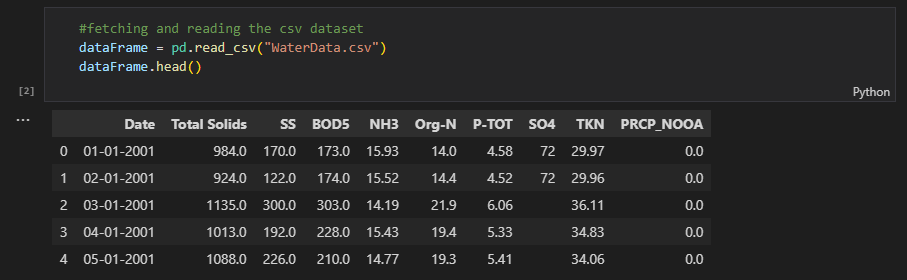 #fetching and reading the csv dataset
dataFrame = pd.read_csv("WaterData.csv")
dataFrame.head()
[2]
Python
...
Date Total Solids SS BOD5 NH3 Org-N P-TOT SO4 TKN PRCP_NOOA
0 01-01-2001 984.0 170.0 173.0 15.93 14.0 4.58 72 29.97 0.0
1 02-01-2001 924.0 122.0 174.0 15.52 14.4 4.52 72 29.96 0.0
2 03-01-2001 1135.0 300.0 303.0 14.19 21.9 6.06 36.11 0.0
3 04-01-2001 1013.0 192.0 228.0 15.43 19.4 5.33 34.83 0.0
4 05-01-2001 1088.0 226.0 210.0 14.77 19.3 5.41 34.06 0.0